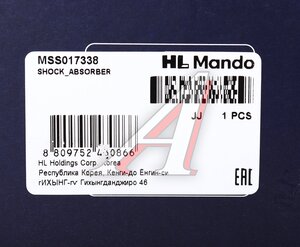 MSS017338
SHOCK_ABSORBER
HL Mando
JJ 1 PCS
8 809752 430866
HL Holdings Corp. Korea
Республика Корея, Кенги-до Енгин-си
гИХЫНГ-гу Гихынгданджиро 46
EAC